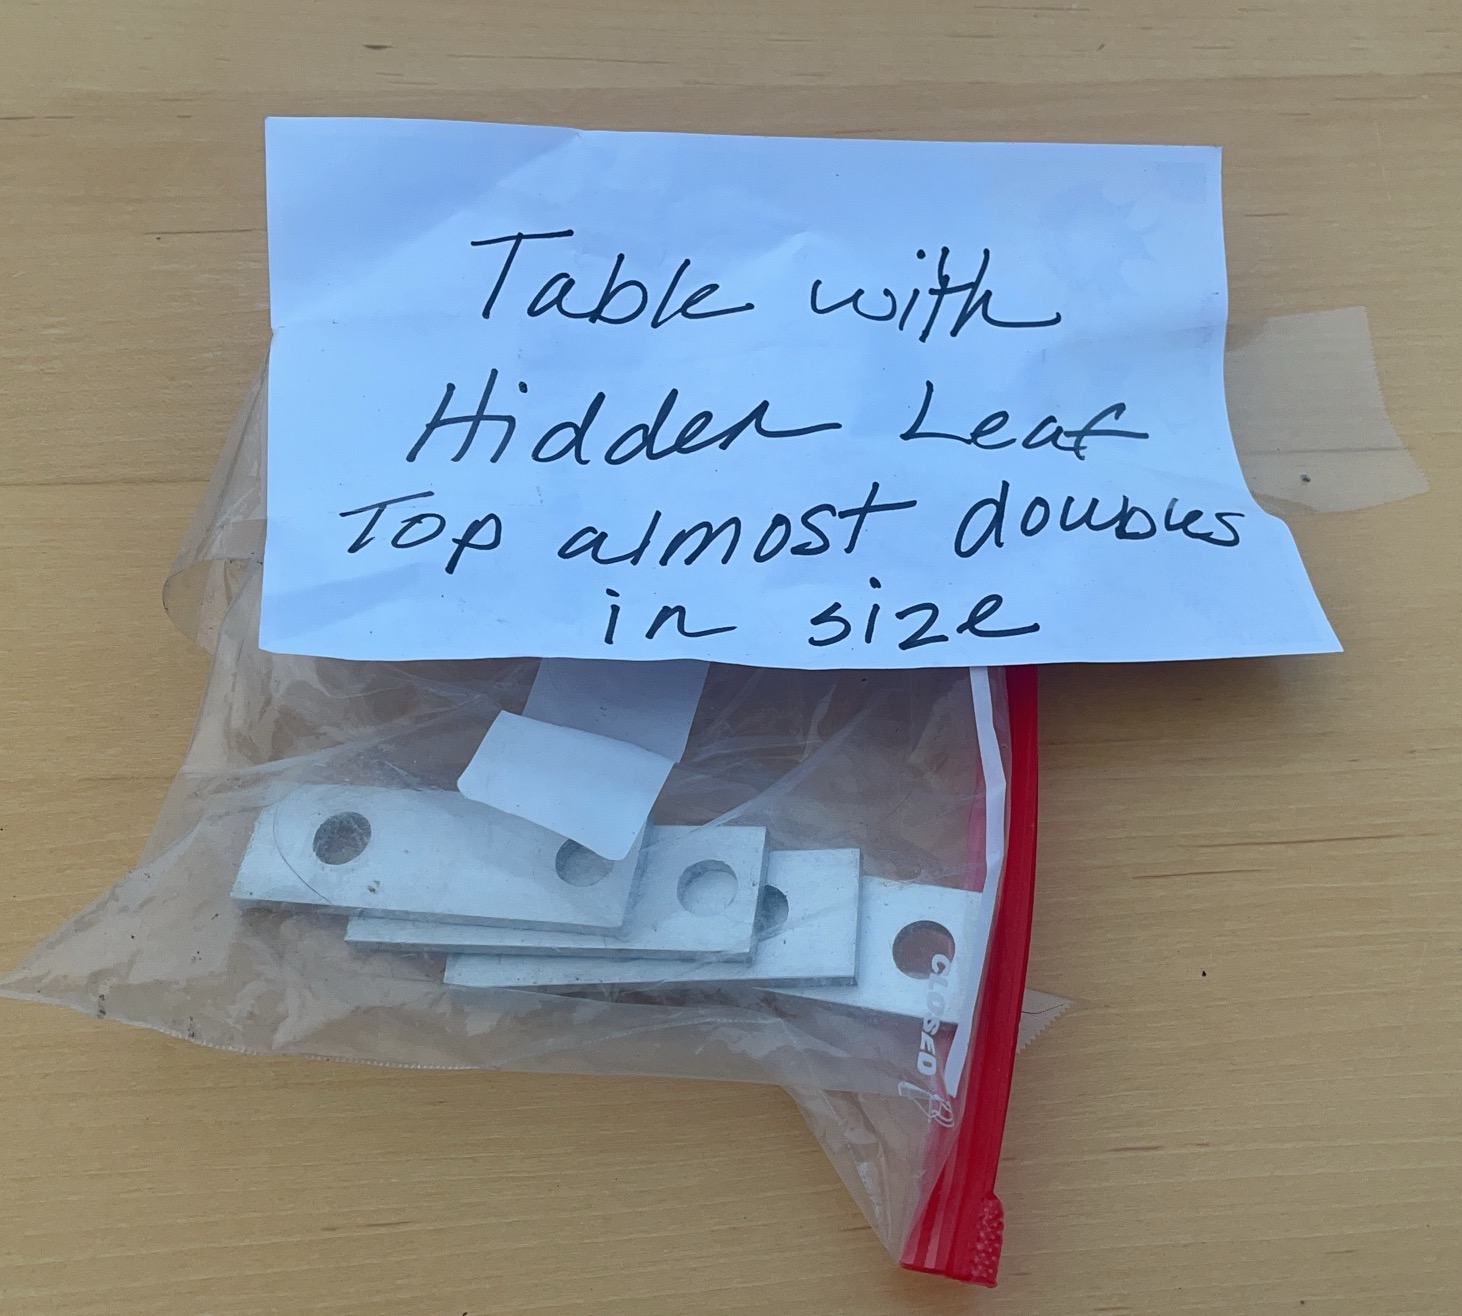 Table with
Hidden Leaf
Top almost doubles
in size
CLOSED